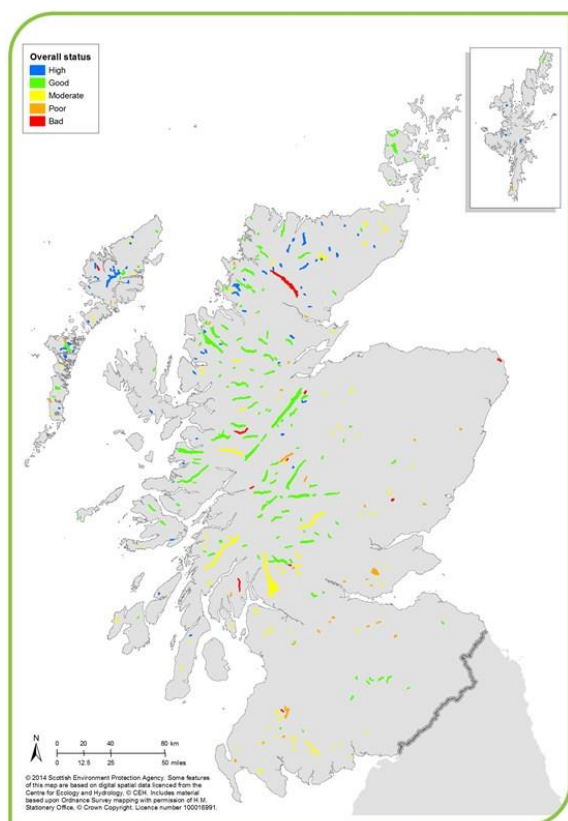 Overall status
High
Good
Moderate
Poor
Bad
N
0 20 40 80 km
0 12.5 25 50 miles
© 2014 Scottish Environment Protection Agency. Some features
of this map are based on digital spatial data licenced from the
Centre for Ecology and Hydrology, © CEH. Includes material
based upon Ordnance Survey mapping with permission of H.M.
Stationery Office, © Crown Copyright. Licence number 100016991.